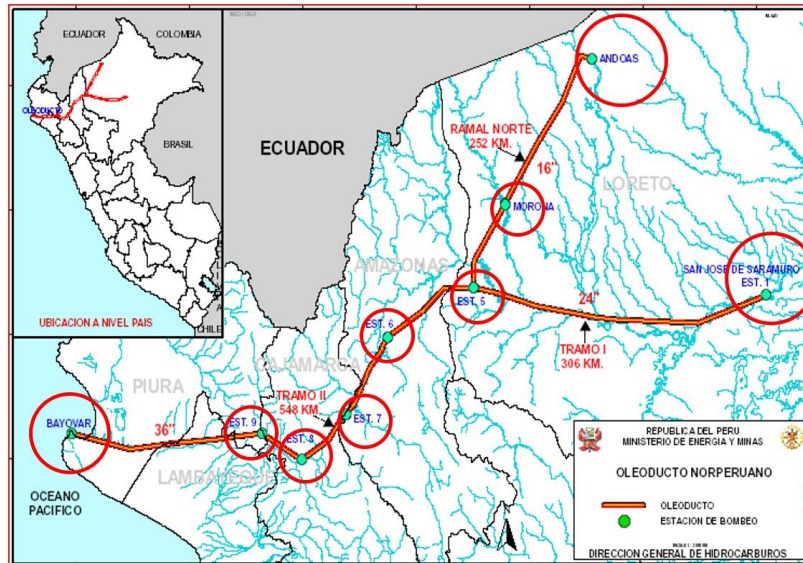 ECUADOR
COLOMBIA
OLEODUCTO
BRASIL
CHILE
UBICACION A NIVEL PAIS
ECUADOR
ANDOAS
RAMAL NORTE
252 KM.
16"
LORETO
MORONA
AMAZONAS
SAN JOSE DE SARAMURO
EST. 1
EST. 5
24"
TRAMO I
306 KM.
EST. 6
CAJAMARCA
PIURA
TRAMO II
548 KM.
EST. 7
BAYOVAR
36"
EST. 9
EST. 8
LAMBAYEQUE
OCEANO
PACIFICO
REPUBLICA DEL PERU
MINISTERIO DE ENERGIA Y MINAS
OLEODUCTO NORPERUANO
OLEODUCTO
ESTACION DE BOMBEO
DIRECCION GENERAL DE HIDROCARBUROS